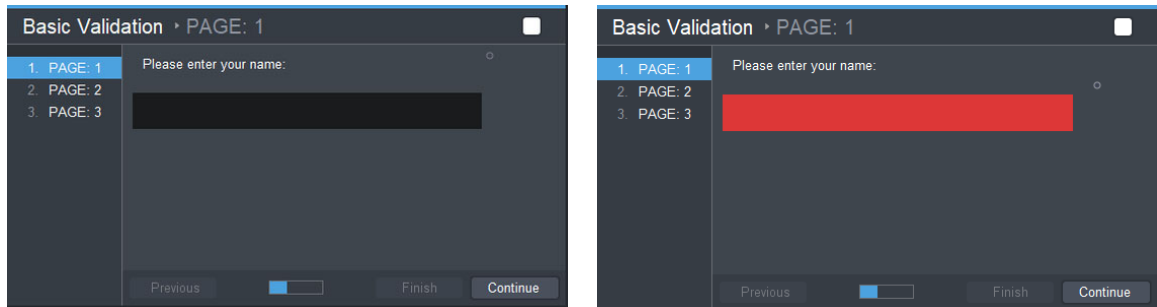 Basic Validation ‣ PAGE: 1
1. PAGE: 1
2. PAGE: 2
3. PAGE: 3
Please enter your name:
Previous
Finish
Continue
Basic Validation ‣ PAGE: 1
1. PAGE: 1
2. PAGE: 2
3. PAGE: 3
Please enter your name:
Previous
Finish
Continue